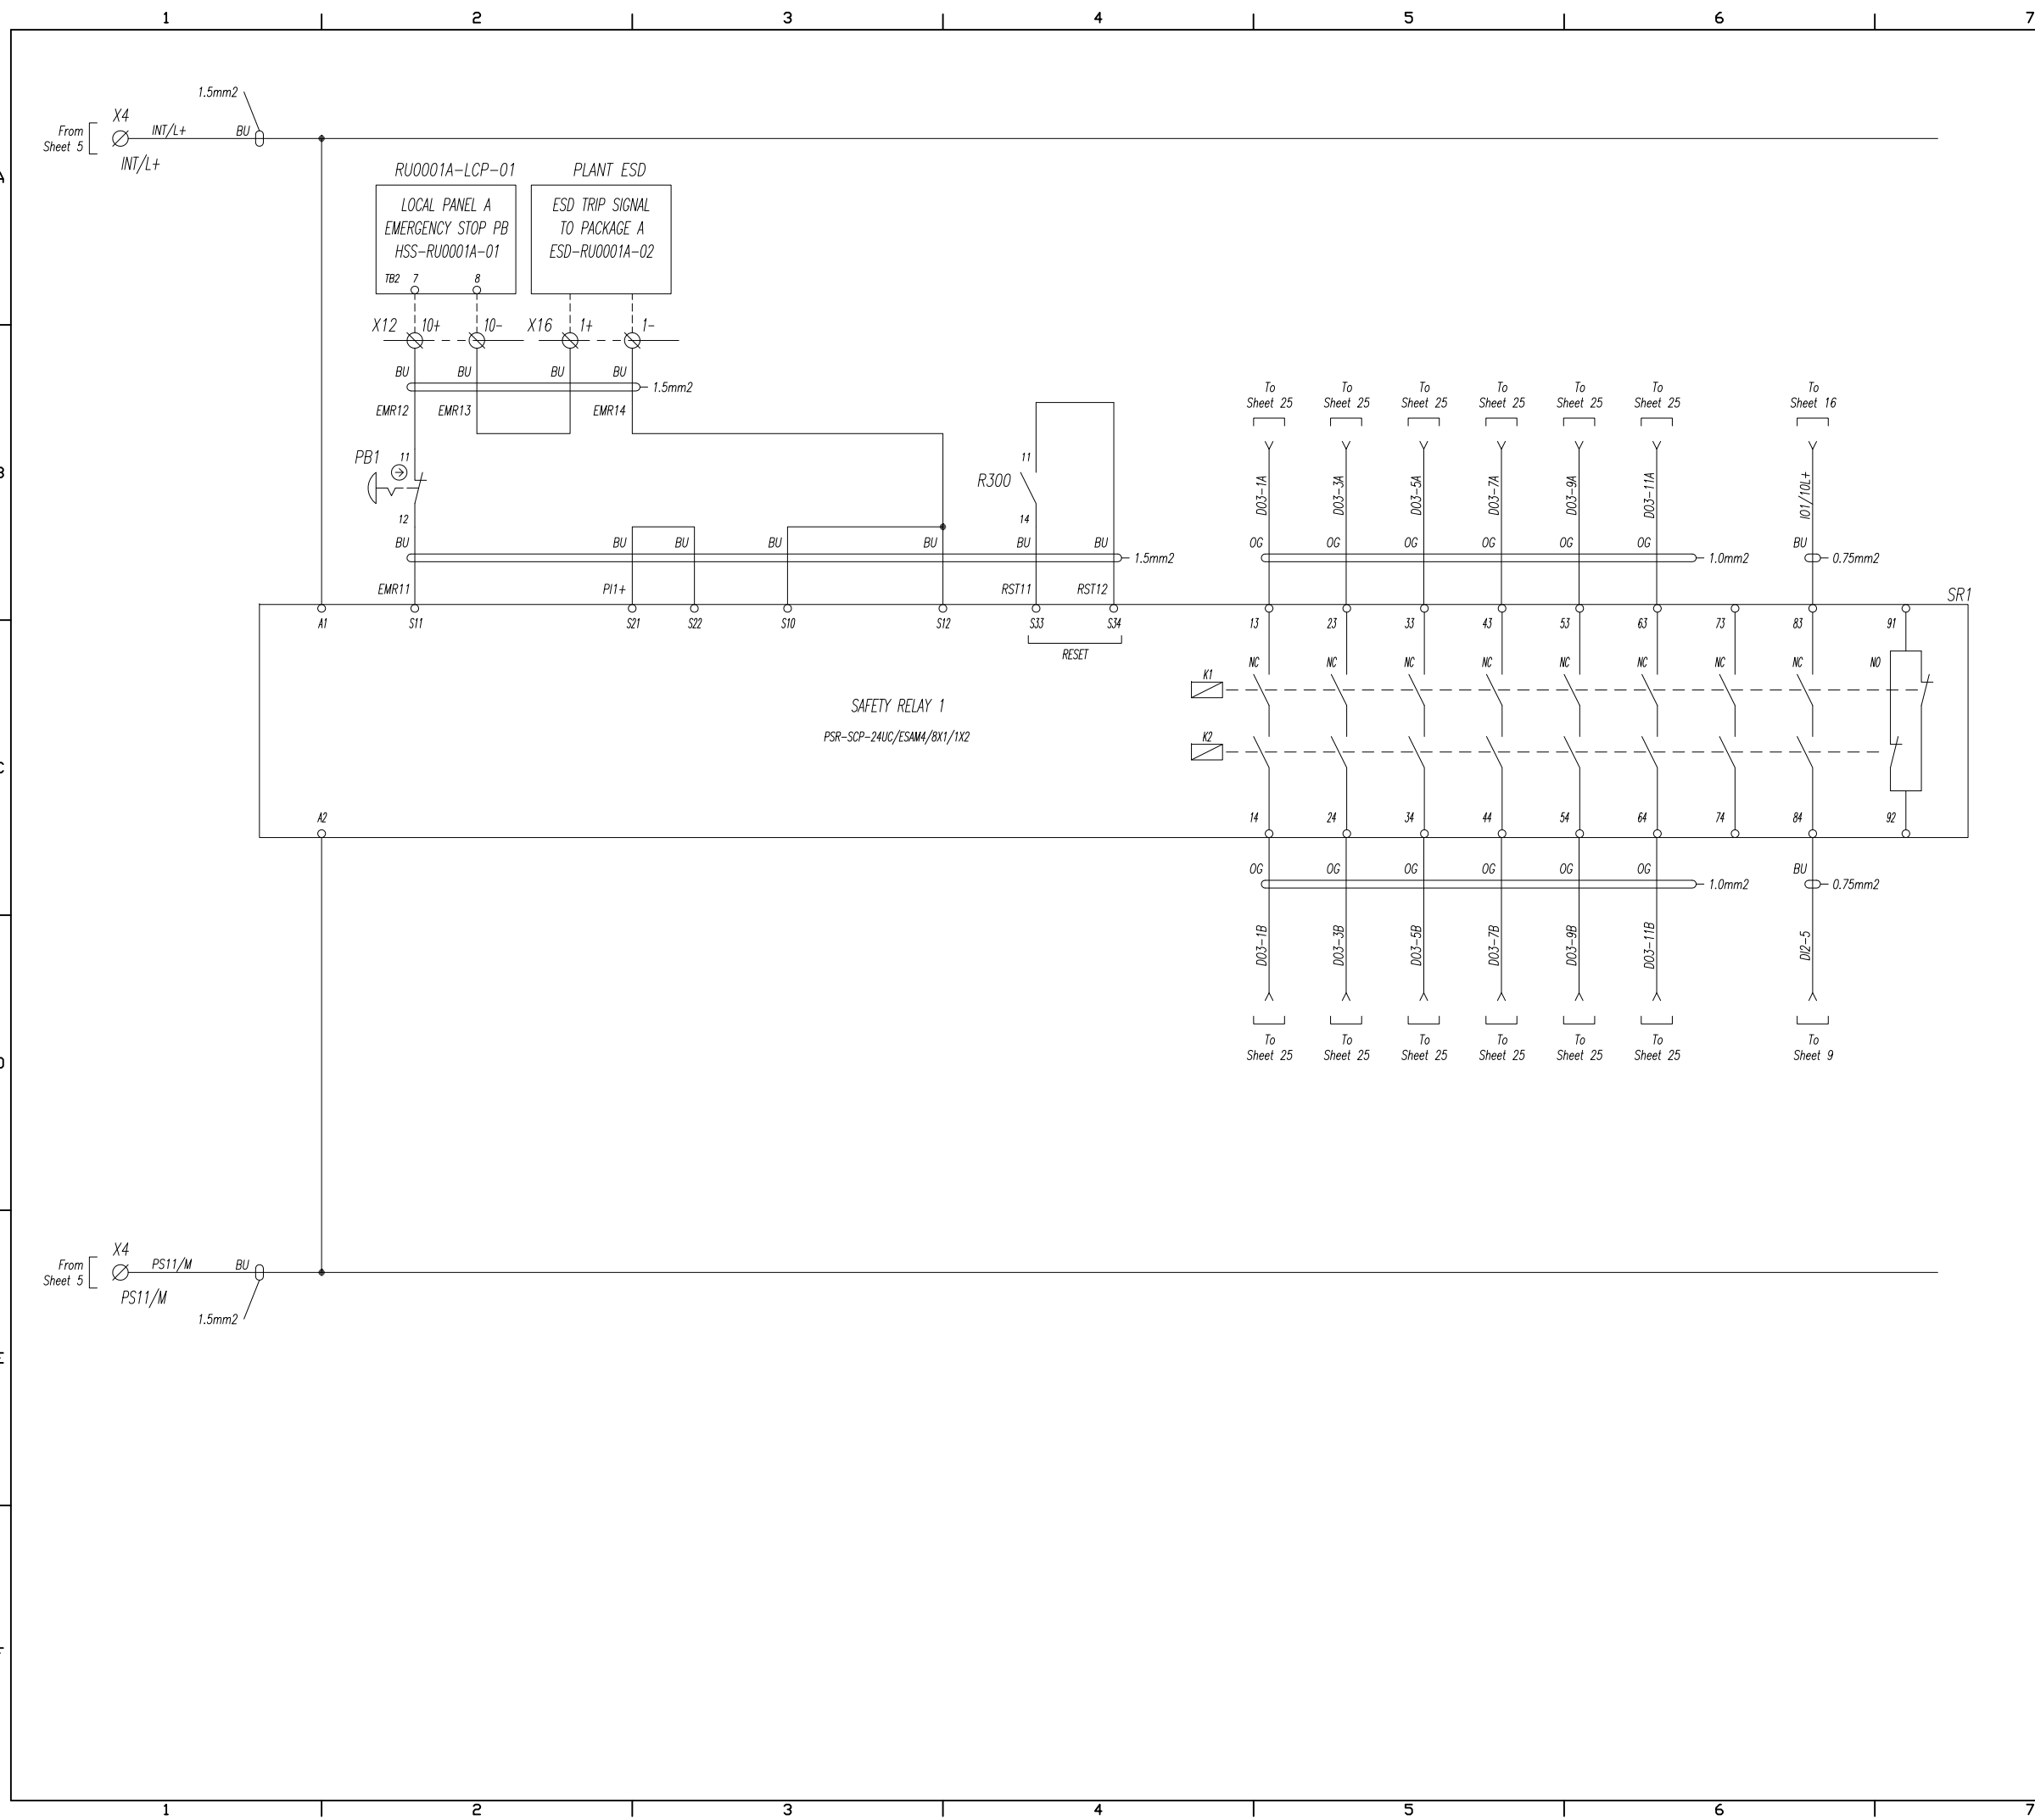 1 2 3 4 5 6 7
1.5mm2
From
Sheet 5
X4
INT/L+
BU
INT/L+
A
RU0001A-LCP-01
PLANT ESD
LOCAL PANEL A
EMERGENCY STOP PB
HSS-RU0001A-01
TB2 7 8
ESD TRIP SIGNAL
TO PACKAGE A
ESD-RU0001A-02
X12 10+ 10- X16 1+ 1-
BU BU BU BU
1.5mm2
EMR12 EMR13 EMR14
To To To To To To To
Sheet 25 Sheet 25 Sheet 25 Sheet 25 Sheet 25 Sheet 25 Sheet 16
PB1 11
12
R300 11
14
DO3-1A DO3-3A DO3-5A DO3-7A DO3-9A DO3-11A IO1/10L+
BU BU BU BU BU BU BU
1.5mm2
OG OG OG OG OG OG
1.0mm2
BU
0.75mm2
EMR11 PI1+ RST11 RST12
SR1
A1 S11 S21 S22 S10 S12 S33 S34
13 23 33 43 53 63 73 83 91
RESET
NC NC NC NC NC NC NC NC NO
K1
SAFETY RELAY 1
PSR-SCP-24UC/ESAM4/8X1/1X2
K2
A2 14 24 34 44 54 64 74 84 92
OG OG OG OG OG OG
1.0mm2
BU
0.75mm2
DO3-1B DO3-3B DO3-5B DO3-7B DO3-9B DO3-11B DI2-5
To To To To To To To
Sheet 25 Sheet 25 Sheet 25 Sheet 25 Sheet 25 Sheet 25 Sheet 9
From
Sheet 5
X4
PS11/M
BU
PS11/M
1.5mm2
1 2 3 4 5 6 7